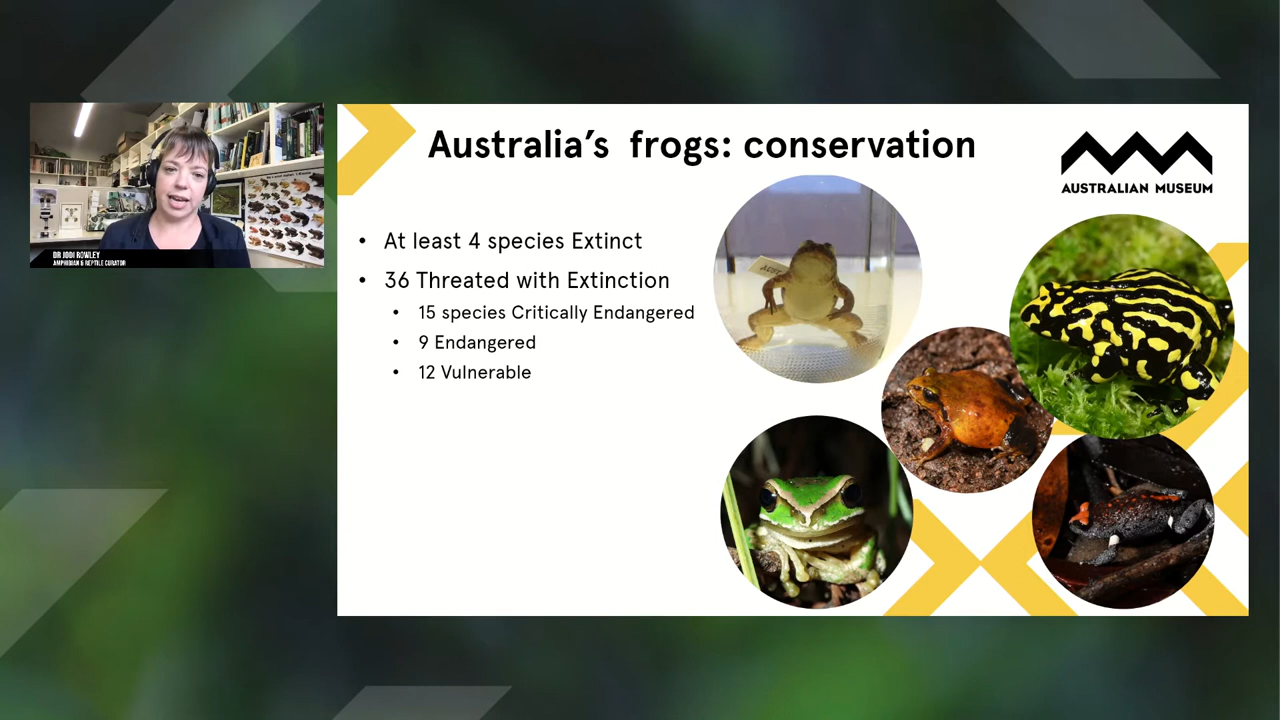 Australia's frogs: conservation
AUSTRALIAN MUSEUM
• At least 4 species Extinct
• 36 Threated with Extinction
• 15 species Critically Endangered
• 9 Endangered
• 12 Vulnerable
DR JODI ROWLEY
AMPHIBIAN & REPTILE CURATOR